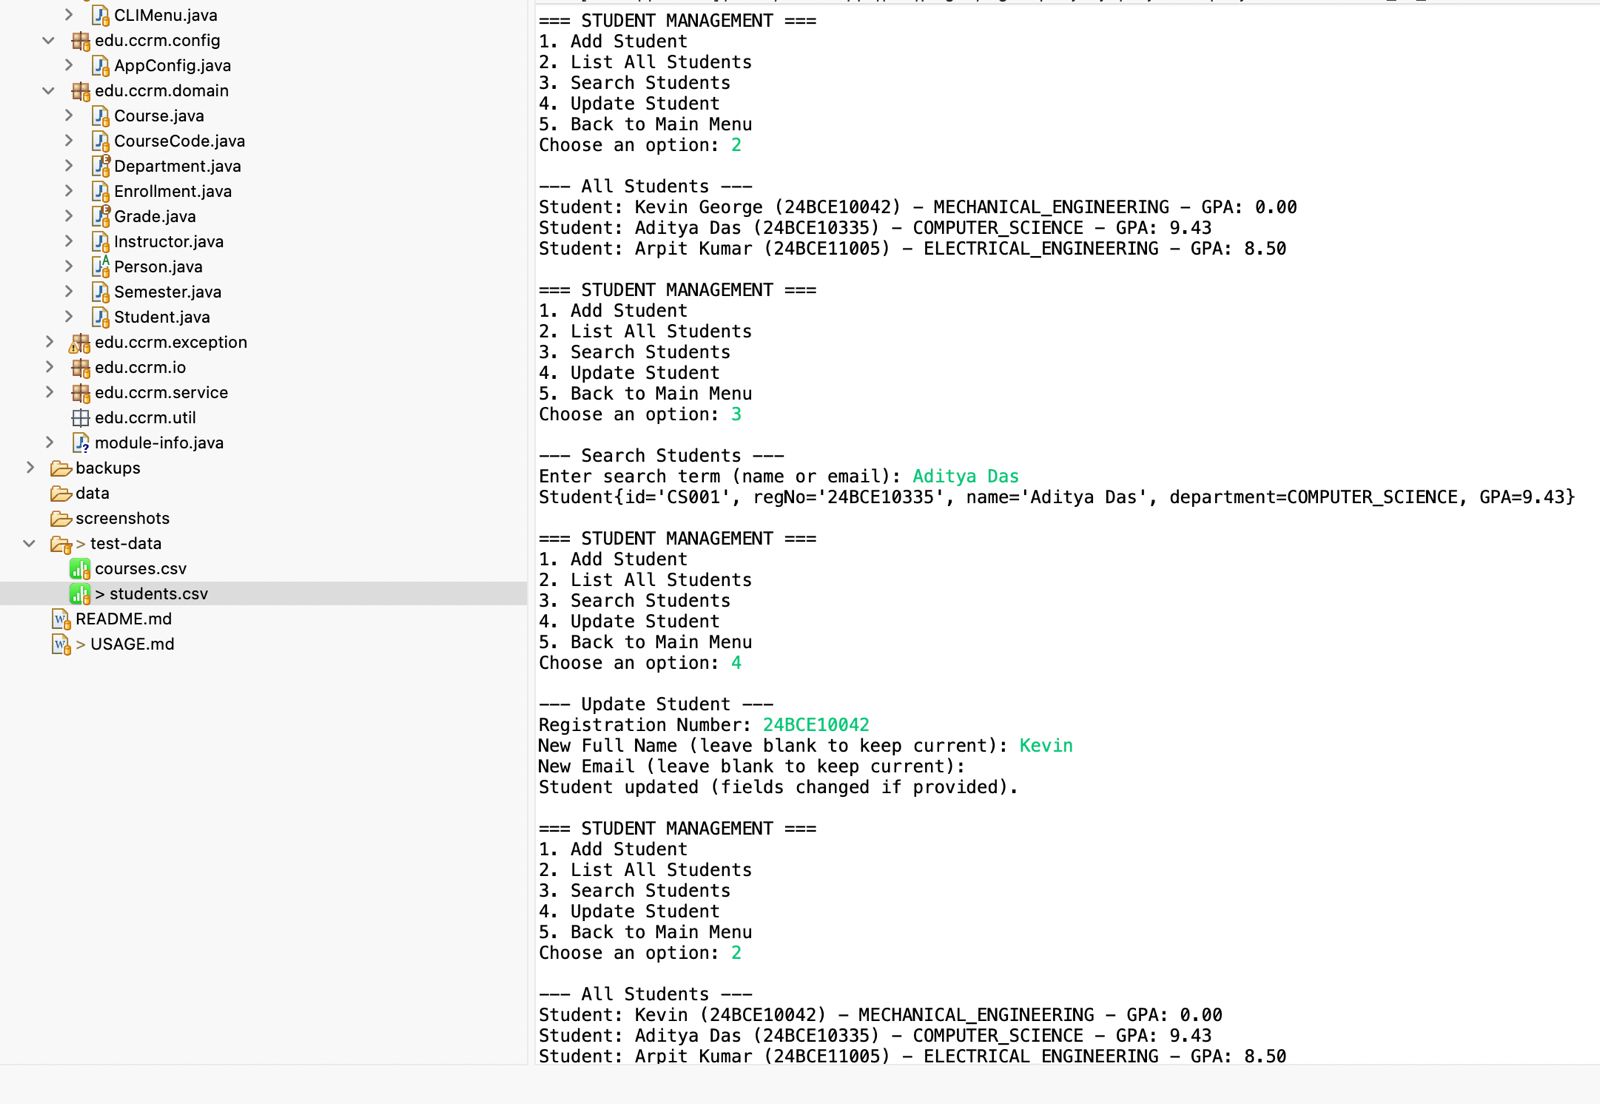 CLIMenu.java
edu.ccrm.config
AppConfig.java
edu.ccrm.domain
Course.java
CourseCode.java
Department.java
Enrollment.java
Grade.java
Instructor.java
Person.java
Semester.java
Student.java
edu.ccrm.exception
edu.ccrm.io
edu.ccrm.service
edu.ccrm.util
module-info.java
backups
data
screenshots
> test-data
courses.csv
> students.csv
README.md
> USAGE.md
=== STUDENT MANAGEMENT ===
1. Add Student
2. List All Students
3. Search Students
4. Update Student
5. Back to Main Menu
Choose an option: 2
--- All Students ---
Student: Kevin George (24BCE10042) - MECHANICAL_ENGINEERING - GPA: 0.00
Student: Aditya Das (24BCE10335) - COMPUTER_SCIENCE - GPA: 9.43
Student: Arpit Kumar (24BCE11005) - ELECTRICAL_ENGINEERING - GPA: 8.50
=== STUDENT MANAGEMENT ===
1. Add Student
2. List All Students
3. Search Students
4. Update Student
5. Back to Main Menu
Choose an option: 3
--- Search Students ---
Enter search term (name or email): Aditya Das
Student{id='CS001', regNo='24BCE10335', name='Aditya Das', department=COMPUTER_SCIENCE, GPA=9.43}
=== STUDENT MANAGEMENT ===
1. Add Student
2. List All Students
3. Search Students
4. Update Student
5. Back to Main Menu
Choose an option: 4
--- Update Student ---
Registration Number: 24BCE10042
New Full Name (leave blank to keep current): Kevin
New Email (leave blank to keep current):
Student updated (fields changed if provided).
=== STUDENT MANAGEMENT ===
1. Add Student
2. List All Students
3. Search Students
4. Update Student
5. Back to Main Menu
Choose an option: 2
--- All Students ---
Student: Kevin (24BCE10042) - MECHANICAL_ENGINEERING - GPA: 0.00
Student: Aditya Das (24BCE10335) - COMPUTER_SCIENCE - GPA: 9.43
Student: Arpit Kumar (24BCE11005) - ELECTRICAL ENGINEERING - GPA: 8.50